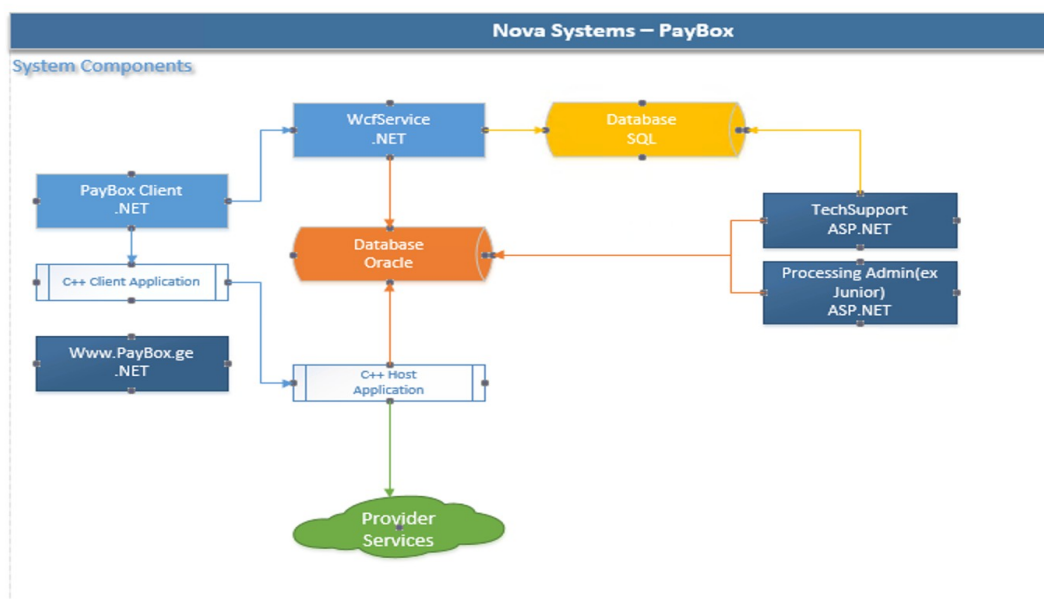 Nova Systems – PayBox
System Components
WcfService
.NET
Database
SQL
PayBox Client
.NET
TechSupport
ASP.NET
Database
Oracle
C++ Client Application
Processing Admin(ex
Junior)
ASP.NET
Www.PayBox.ge
.NET
C++ Host
Application
Provider
Services